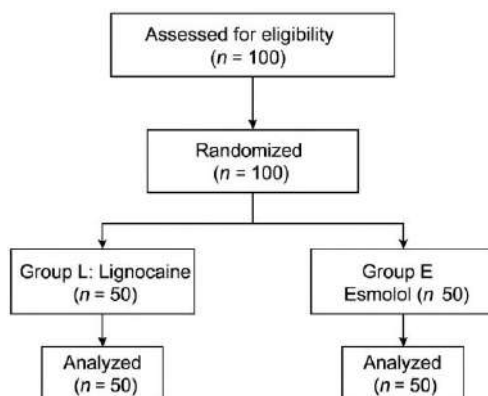 Assessed for eligibility
(n = 100)
Randomized
(n = 100)
Group L: Lignocaine
(n = 50)
Group E
Esmolol (n 50)
Analyzed
(n = 50)
Analyzed
(n = 50)